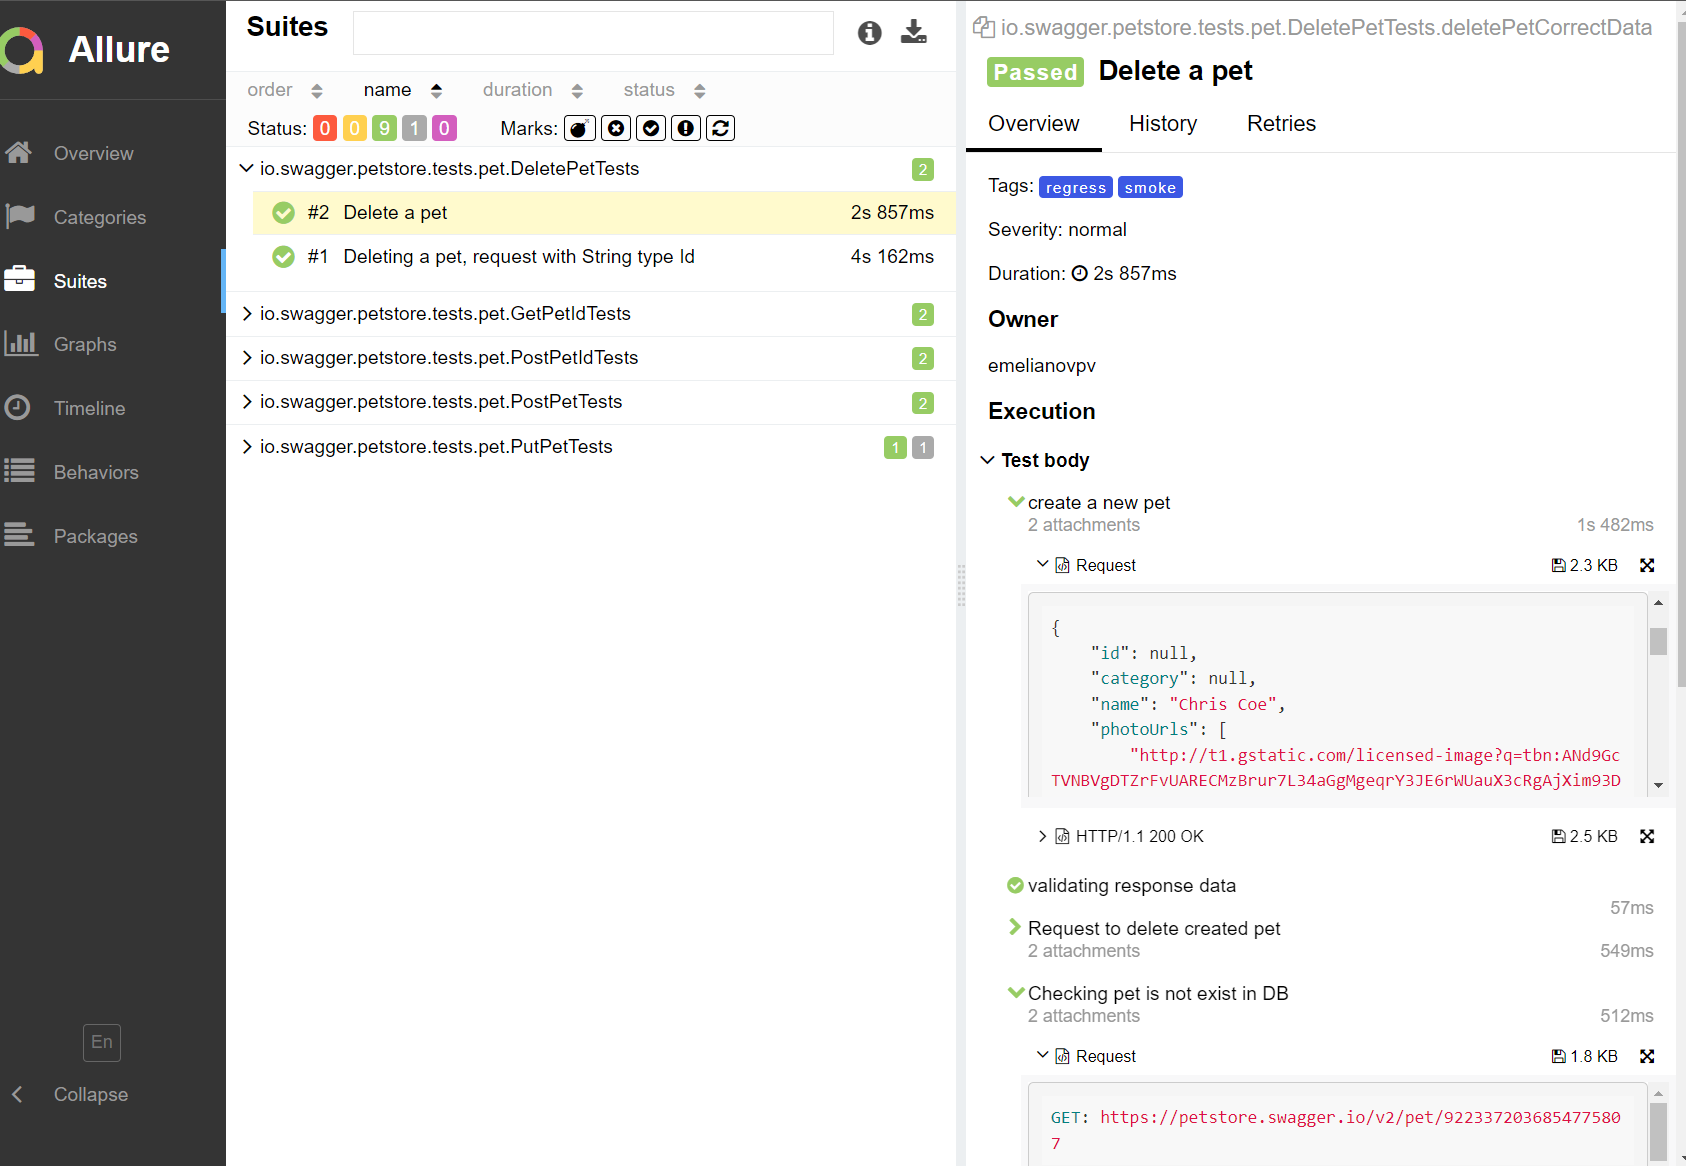 Allure
Overview
Categories
Suites
Graphs
Timeline
Behaviors
Packages
En
Collapse
Suites
order name duration status
Status: 0 0 9 1 0 Marks:
io.swagger.petstore.tests.pet.DeletePetTests 2
#2 Delete a pet 2s 857ms
#1 Deleting a pet, request with String type Id 4s 162ms
io.swagger.petstore.tests.pet.GetPetIdTests 2
io.swagger.petstore.tests.pet.PostPetIdTests 2
io.swagger.petstore.tests.pet.PostPetTests 2
io.swagger.petstore.tests.pet.PutPetTests 1 1
io.swagger.petstore.tests.pet.DeletePetTests.deletePetCorrectData
Passed Delete a pet
Overview History Retries
Tags: regress smoke
Severity: normal
Duration: 2s 857ms
Owner
emelianovpv
Execution
Test body
create a new pet
2 attachments 1s 482ms
Request 2.3 KB
{
"id": null,
"category": null,
"name": "Chris Coe",
"photoUrls": [
"http://t1.gstatic.com/licensed-image?q=tbn:ANd9Gc
TVNBVgDTZrFvUARECMzBrur7L34aGgMgeqrY3JE6rWUauX3cRgAjXim93D
HTTP/1.1 200 OK 2.5 KB
validating response data
57ms
Request to delete created pet
2 attachments 549ms
Checking pet is not exist in DB
2 attachments 512ms
Request 1.8 KB
GET: https://petstore.swagger.io/v2/pet/922337203685477580
7